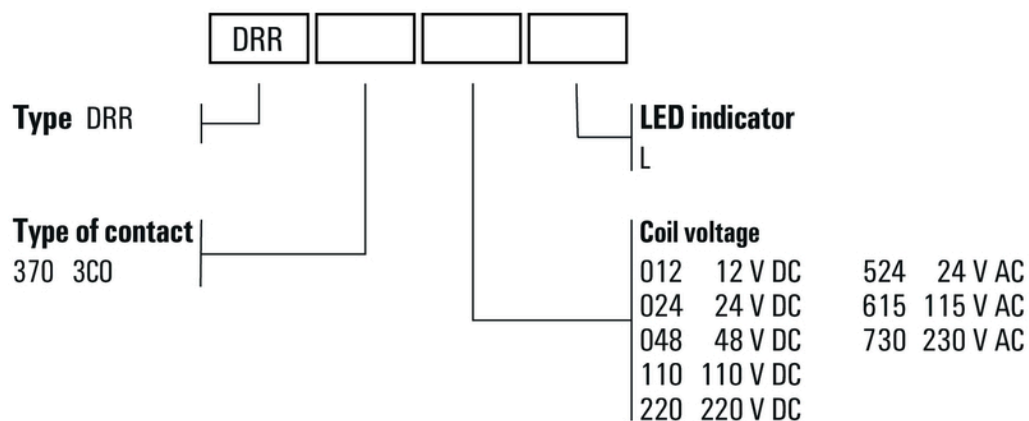 DRR
Type DRR
LED indicator
L
Type of contact
370 3CO
Coil voltage
012 12 V DC 524 24 V AC
024 24 V DC 615 115 V AC
048 48 V DC 730 230 V AC
110 110 V DC
220 220 V DC